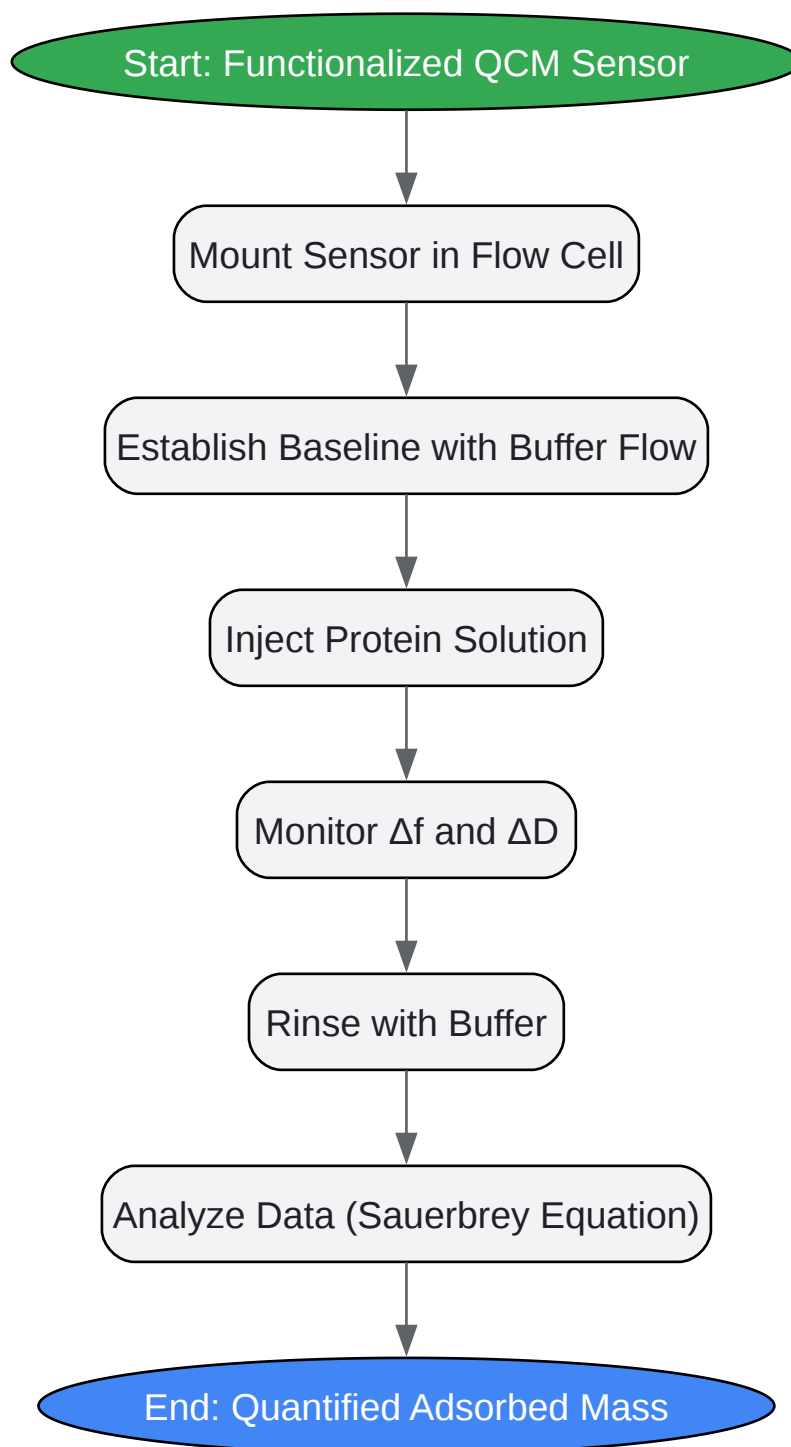 Start: Functionalized QCM Sensor
Mount Sensor in Flow Cell
Establish Baseline with Buffer Flow
Inject Protein Solution
Monitor Δf and ΔD
Rinse with Buffer
Analyze Data (Sauerbrey Equation)
End: Quantified Adsorbed Mass